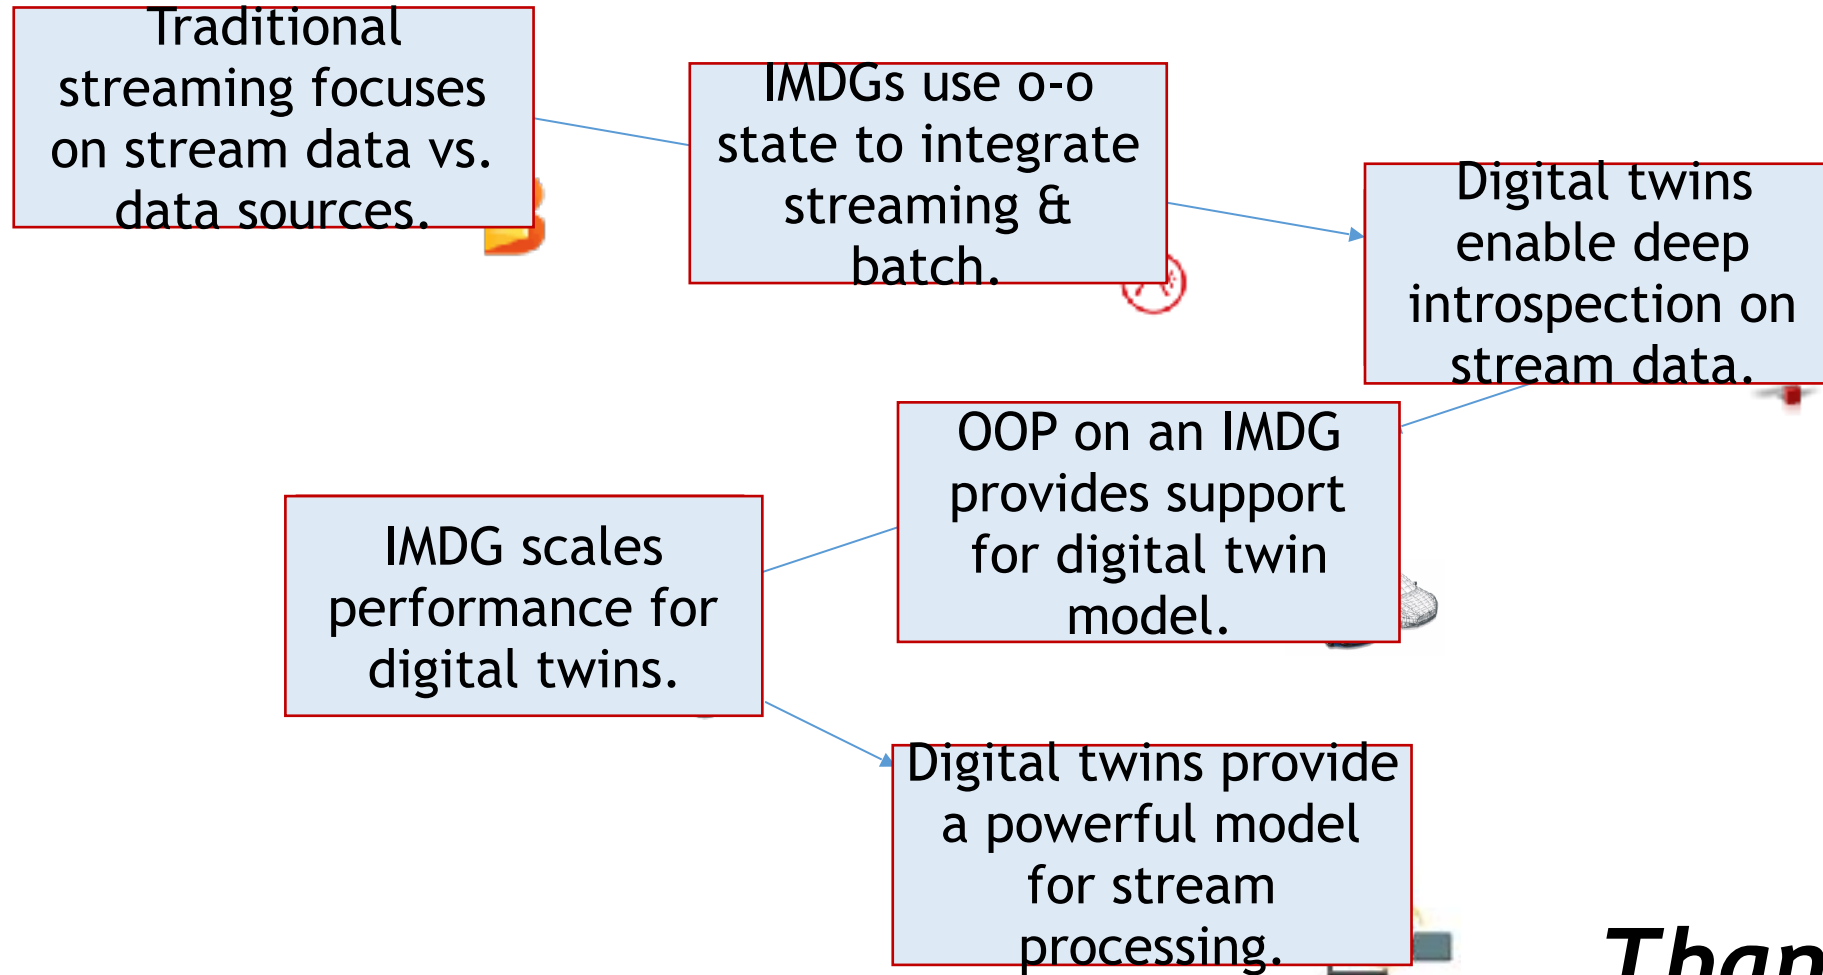 Traditional
streaming focuses
on stream data vs.
data sources.
IMDGs use o-o
state to integrate
streaming &
batch.
Digital twins
enable deep
introspection on
stream data.
OOP on an IMDG
provides support
for digital twin
model.
IMDG scales
performance for
digital twins.
Digital twins provide
a powerful model
for stream
processing.